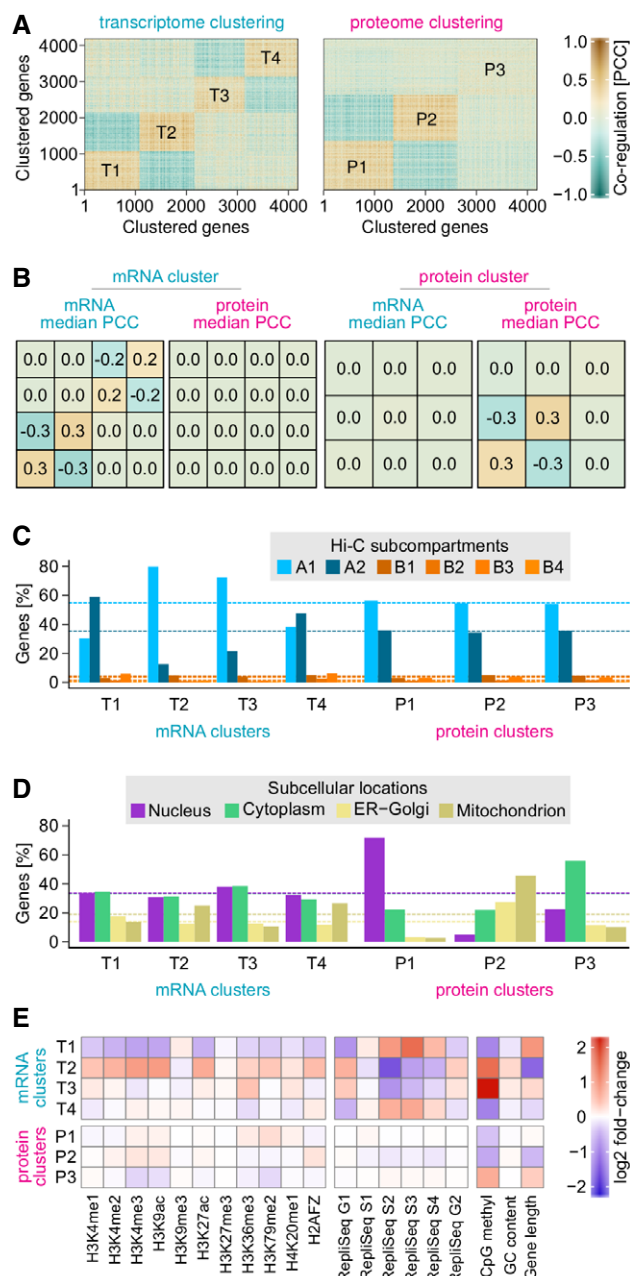 A
transcriptome clustering
proteome clustering
Clustered genes
4000
3000
2000
1000
1
T1
T2
T3
T4
1 1000 2000 3000 4000
Clustered genes
P1
P2
P3
1 1000 2000 3000 4000
Clustered genes
1.0
0.5
0
−0.5
−1.0
Co-regulation [PCC]
B
mRNA cluster
protein cluster
mRNA
median PCC
protein
median PCC
mRNA
median PCC
protein
median PCC
0.0 0.0 -0.2 0.2
0.0 0.0 0.2 -0.2
-0.3 0.3 0.0 0.0
0.3 -0.3 0.0 0.0
0.0 0.0 0.0 0.0
0.0 0.0 0.0 0.0
0.0 0.0 0.0 0.0
0.0 0.0 0.0 0.0
0.0 0.0 0.0
0.0 0.0 0.0
0.0 0.0 0.0
0.0 0.0 0.0
-0.3 0.3 0.0
0.3 -0.3 0.0
C
Hi-C subcompartments
A1 A2 B1 B2 B3 B4
Genes [%]
80
60
40
20
0
T1 T2 T3 T4 P1 P2 P3
mRNA clusters
protein clusters
D
Subcellular locations
Nucleus Cytoplasm ER−Golgi Mitochondrion
Genes [%]
80
60
40
20
0
T1 T2 T3 T4 P1 P2 P3
mRNA clusters
protein clusters
E
mRNA
clusters
T1
T2
T3
T4
protein
clusters
P1
P2
P3
H3K4me1
H3K4me2
H3K4me3
H3K9ac
H3K9me3
H3K27ac
H3K27me3
H3K36me3
H3K79me2
H4K20me1
H2AFZ
RepliSeq G1
RepliSeq S1
RepliSeq S2
RepliSeq S3
RepliSeq S4
RepliSeq G2
CpG methyl
GC content
Gene length
2
1
0
−1
−2
log2 fold−change